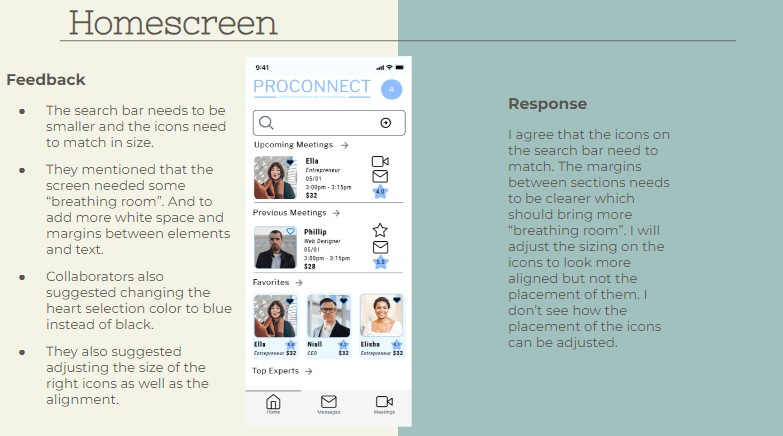 Homescreen
Feedback
● The search bar needs to be
smaller and the icons need
to match in size.
● They mentioned that the
screen needed some
“breathing room”. And to
add more white space and
margins between elements
and text.
● Collaborators also
suggested changing the
heart selection color to blue
instead of black.
● They also suggested
adjusting the size of the
right icons as well as the
alignment.
9:41
PROCONNECT
Upcoming Meetings →
Ella
Entrepreneur
05/01
3:00pm - 3:15pm
$32
4.0
Previous Meetings →
Phillip
Web Designer
05/01
3:00pm - 3:15pm
$28
5.0
Favorites →
Ella
Entrepreneur $32
Niall
CEO $32
Elisha
Entrepreneur $32
Top Experts →
Home
Messages
Meetings
Response
I agree that the icons on
the search bar need to
match. The margins
between sections needs
to be clearer which
should bring more
“breathing room”. I will
adjust the sizing on the
icons to look more
aligned but not the
placement of them. I
don’t see how the
placement of the icons
can be adjusted.